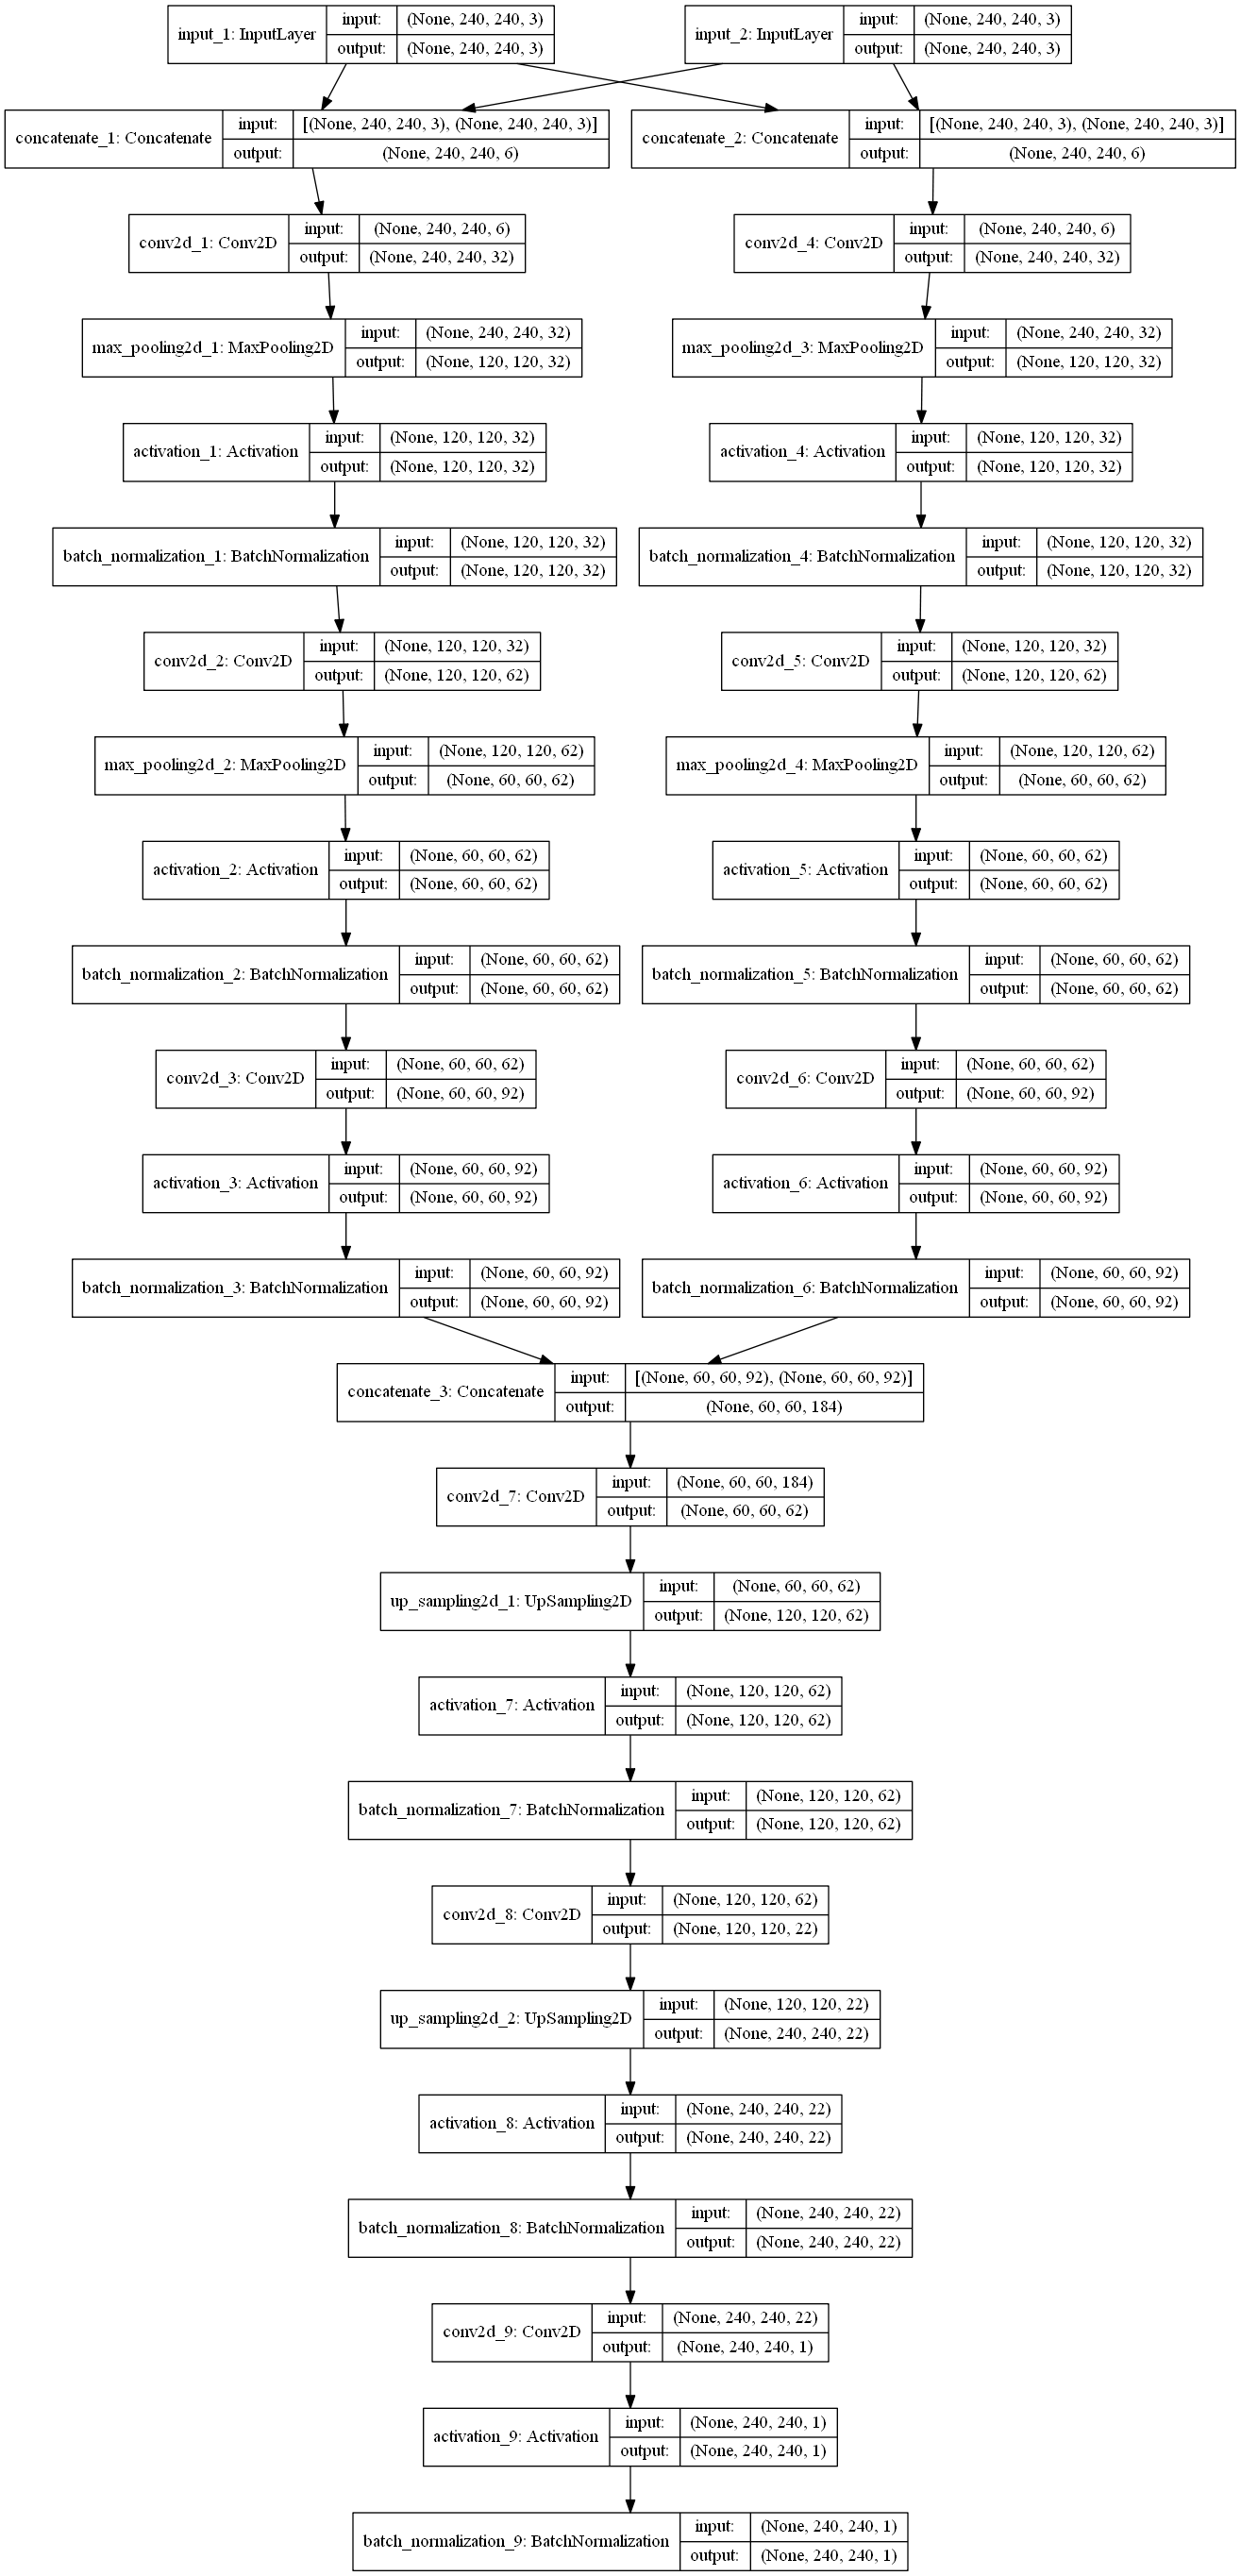 input_1: InputLayer input: (None, 240, 240, 3) output: (None, 240, 240, 3)
input_2: InputLayer input: (None, 240, 240, 3) output: (None, 240, 240, 3)
concatenate_1: Concatenate input: [(None, 240, 240, 3), (None, 240, 240, 3)] output: (None, 240, 240, 6)
concatenate_2: Concatenate input: [(None, 240, 240, 3), (None, 240, 240, 3)] output: (None, 240, 240, 6)
conv2d_1: Conv2D input: (None, 240, 240, 6) output: (None, 240, 240, 32)
conv2d_4: Conv2D input: (None, 240, 240, 6) output: (None, 240, 240, 32)
max_pooling2d_1: MaxPooling2D input: (None, 240, 240, 32) output: (None, 120, 120, 32)
max_pooling2d_3: MaxPooling2D input: (None, 240, 240, 32) output: (None, 120, 120, 32)
activation_1: Activation input: (None, 120, 120, 32) output: (None, 120, 120, 32)
activation_4: Activation input: (None, 120, 120, 32) output: (None, 120, 120, 32)
batch_normalization_1: BatchNormalization input: (None, 120, 120, 32) output: (None, 120, 120, 32)
batch_normalization_4: BatchNormalization input: (None, 120, 120, 32) output: (None, 120, 120, 32)
conv2d_2: Conv2D input: (None, 120, 120, 32) output: (None, 120, 120, 62)
conv2d_5: Conv2D input: (None, 120, 120, 32) output: (None, 120, 120, 62)
max_pooling2d_2: MaxPooling2D input: (None, 120, 120, 62) output: (None, 60, 60, 62)
max_pooling2d_4: MaxPooling2D input: (None, 120, 120, 62) output: (None, 60, 60, 62)
activation_2: Activation input: (None, 60, 60, 62) output: (None, 60, 60, 62)
activation_5: Activation input: (None, 60, 60, 62) output: (None, 60, 60, 62)
batch_normalization_2: BatchNormalization input: (None, 60, 60, 62) output: (None, 60, 60, 62)
batch_normalization_5: BatchNormalization input: (None, 60, 60, 62) output: (None, 60, 60, 62)
conv2d_3: Conv2D input: (None, 60, 60, 62) output: (None, 60, 60, 92)
conv2d_6: Conv2D input: (None, 60, 60, 62) output: (None, 60, 60, 92)
activation_3: Activation input: (None, 60, 60, 92) output: (None, 60, 60, 92)
activation_6: Activation input: (None, 60, 60, 92) output: (None, 60, 60, 92)
batch_normalization_3: BatchNormalization input: (None, 60, 60, 92) output: (None, 60, 60, 92)
batch_normalization_6: BatchNormalization input: (None, 60, 60, 92) output: (None, 60, 60, 92)
concatenate_3: Concatenate input: [(None, 60, 60, 92), (None, 60, 60, 92)] output: (None, 60, 60, 184)
conv2d_7: Conv2D input: (None, 60, 60, 184) output: (None, 60, 60, 62)
up_sampling2d_1: UpSampling2D input: (None, 60, 60, 62) output: (None, 120, 120, 62)
activation_7: Activation input: (None, 120, 120, 62) output: (None, 120, 120, 62)
batch_normalization_7: BatchNormalization input: (None, 120, 120, 62) output: (None, 120, 120, 62)
conv2d_8: Conv2D input: (None, 120, 120, 62) output: (None, 120, 120, 22)
up_sampling2d_2: UpSampling2D input: (None, 120, 120, 22) output: (None, 240, 240, 22)
activation_8: Activation input: (None, 240, 240, 22) output: (None, 240, 240, 22)
batch_normalization_8: BatchNormalization input: (None, 240, 240, 22) output: (None, 240, 240, 22)
conv2d_9: Conv2D input: (None, 240, 240, 22) output: (None, 240, 240, 1)
activation_9: Activation input: (None, 240, 240, 1) output: (None, 240, 240, 1)
batch_normalization_9: BatchNormalization input: (None, 240, 240, 1) output: (None, 240, 240, 1)